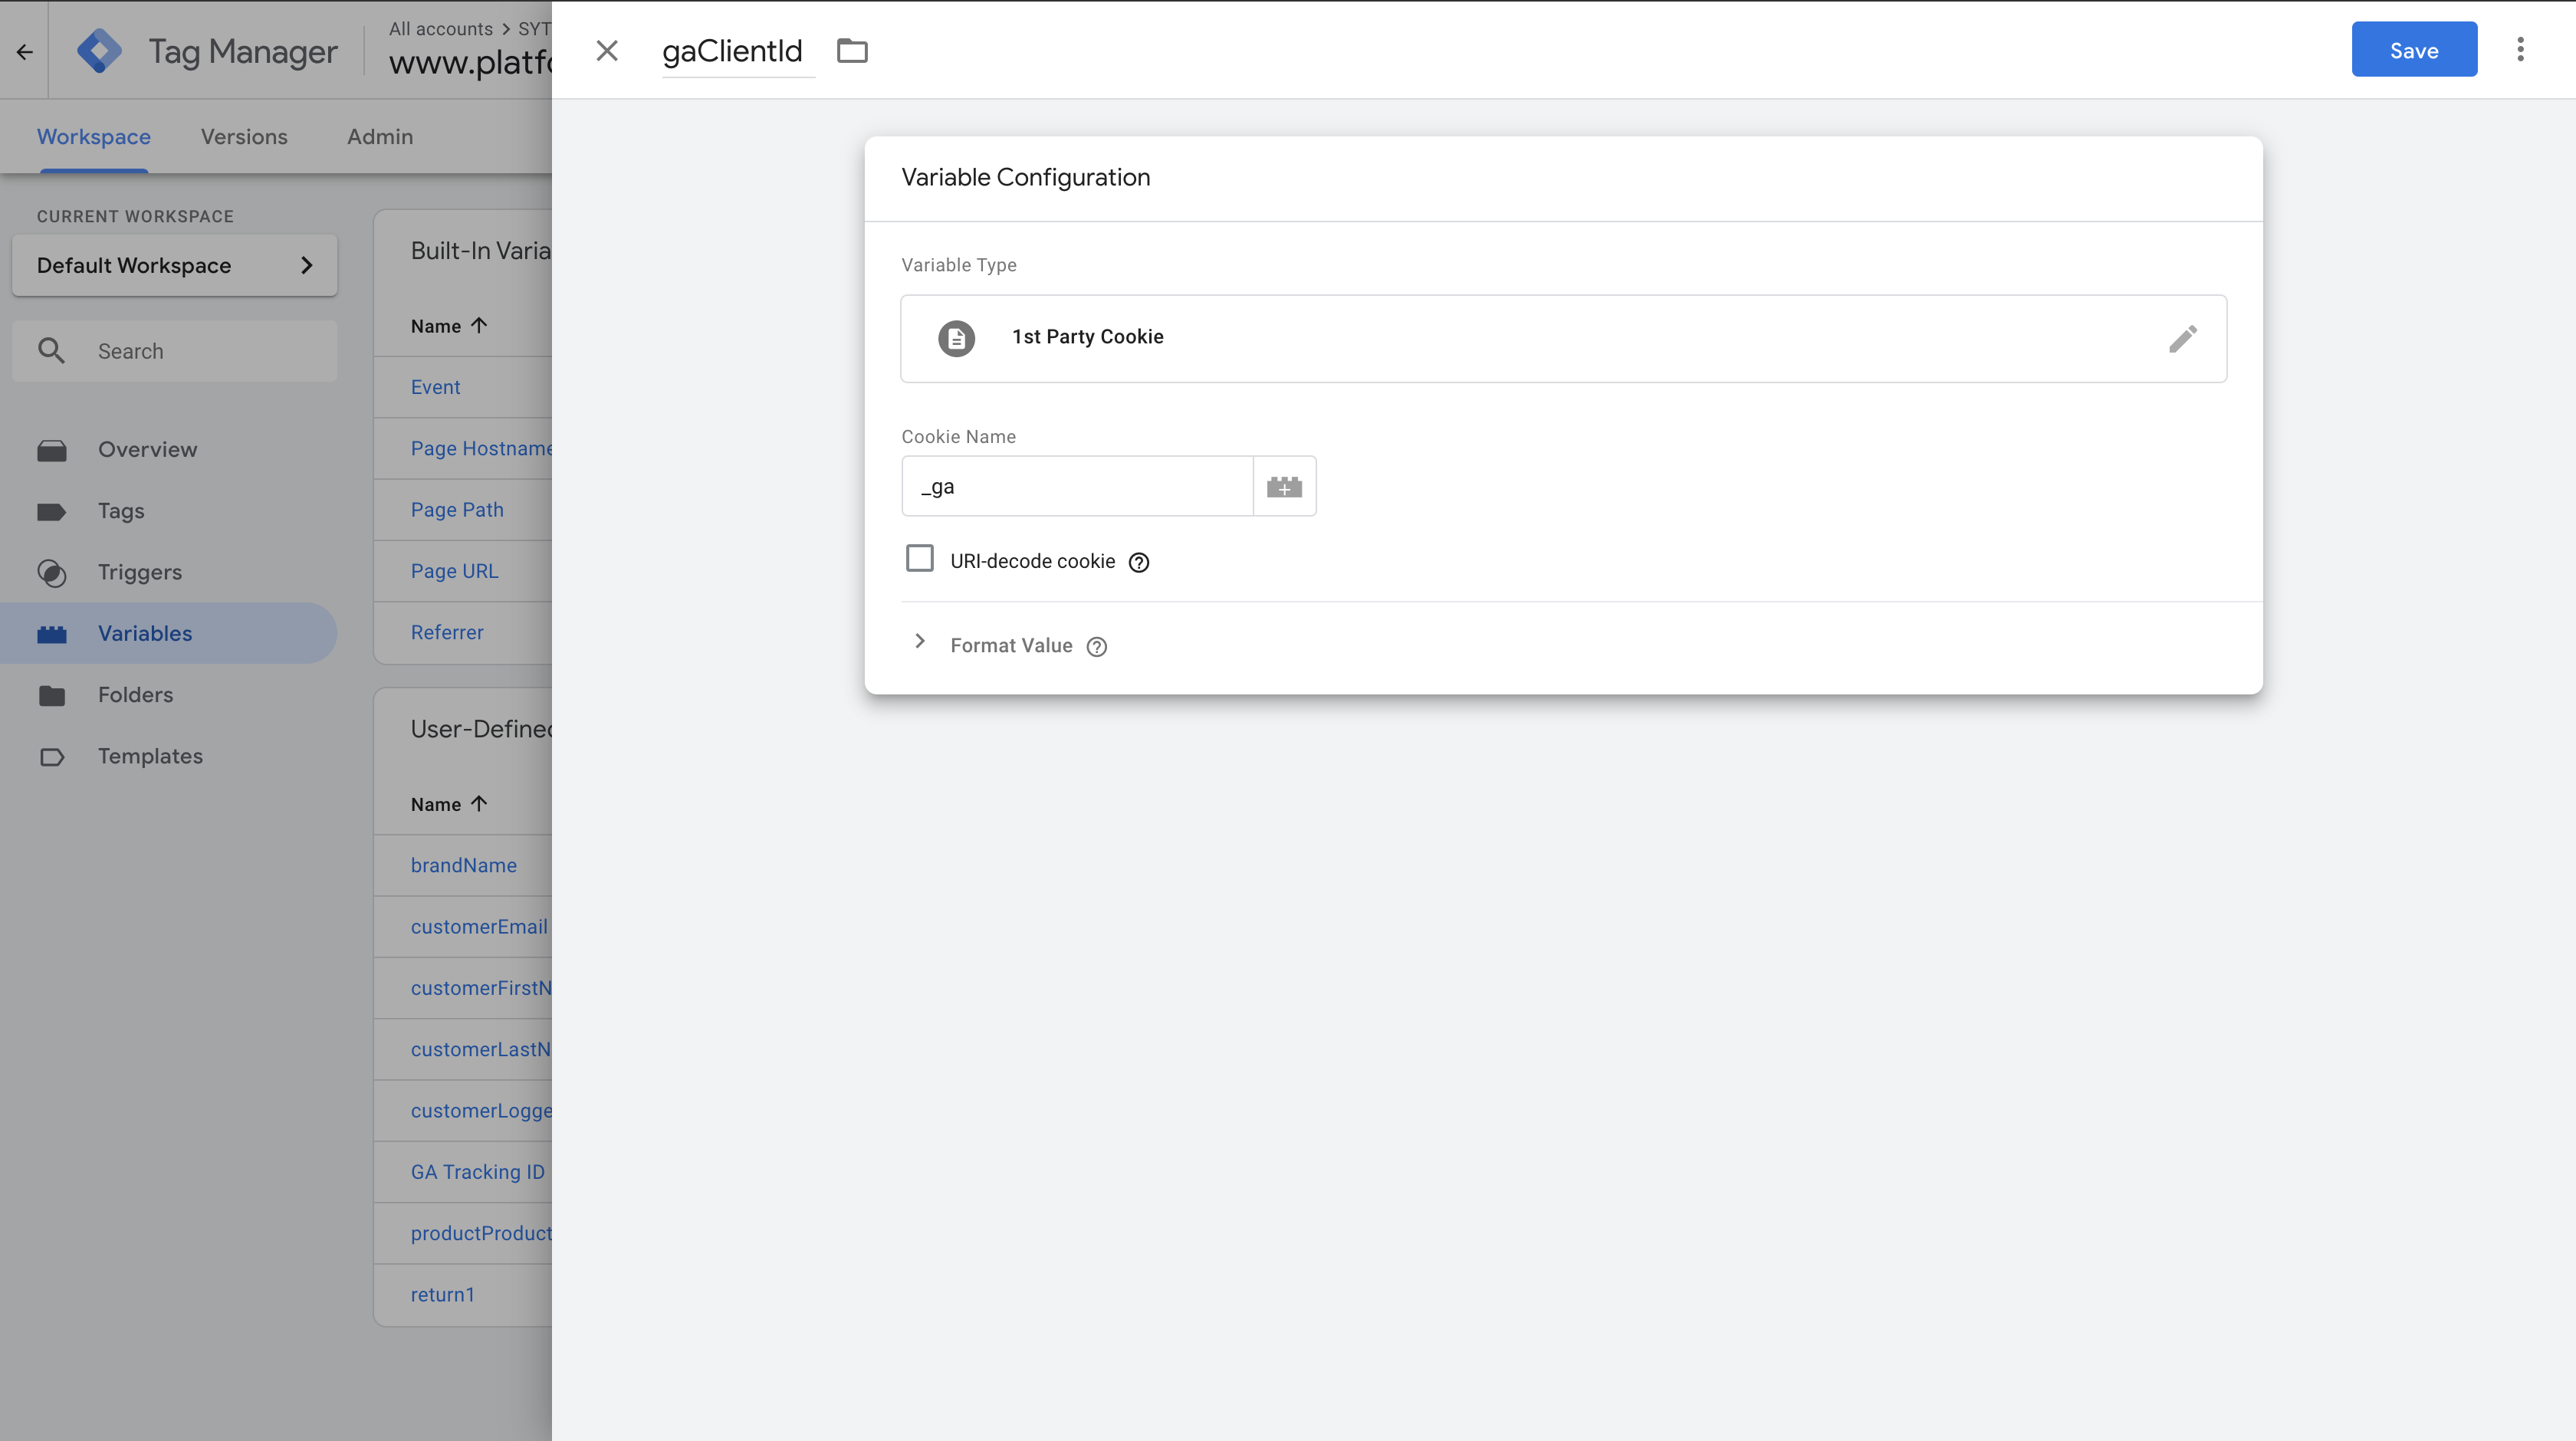 Tag Manager
All accounts > SYT
www.platfo
gaClientId
Save
Workspace
Versions
Admin
CURRENT WORKSPACE
Default Workspace
Search
Overview
Tags
Triggers
Variables
Folders
Templates
Built-In Varia
Name
Event
Page Hostname
Page Path
Page URL
Referrer
User-Defined
Name
brandName
customerEmail
customerFirstN
customerLastN
customerLogge
GA Tracking ID
productProduct
return1
Variable Configuration
Variable Type
1st Party Cookie
Cookie Name
_ga
URI-decode cookie
Format Value